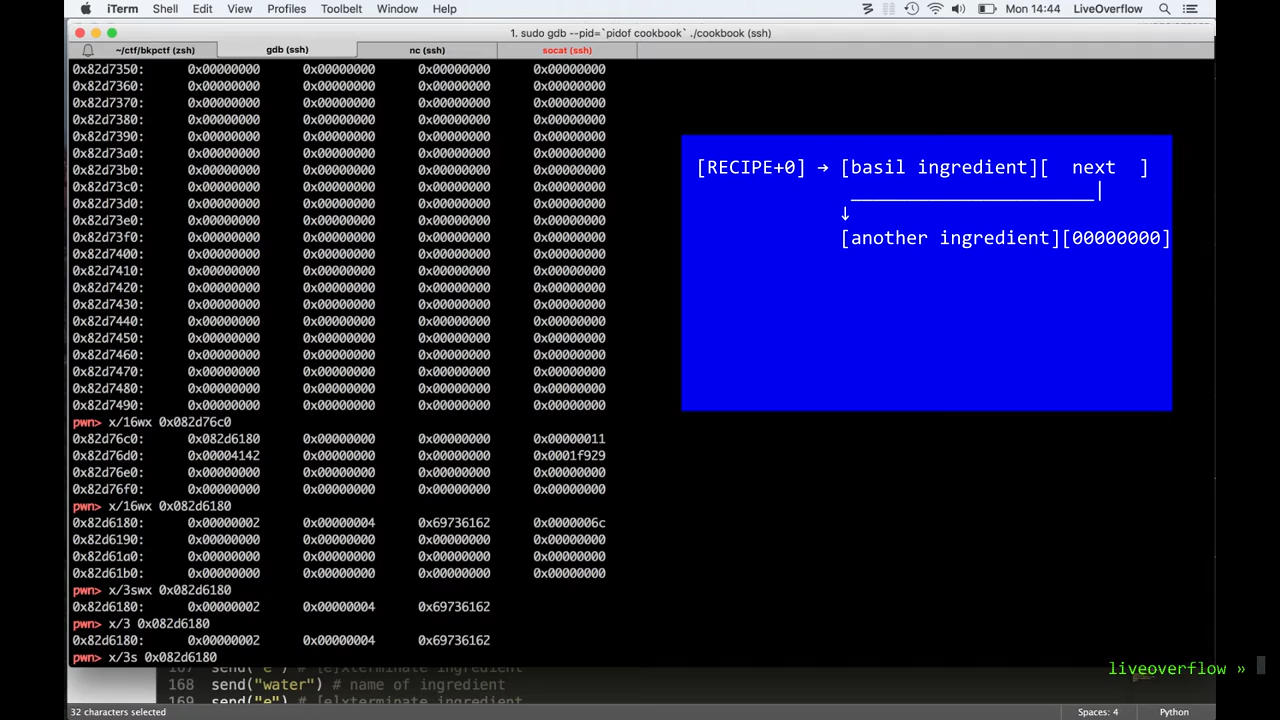 iTerm Shell Edit View Profiles Toolbelt Window Help Mon 14:44 LiveOverflow
1. sudo gdb --pid=`pidof cookbook` ./cookbook (ssh)
~/ctf/bkpctf (zsh) gdb (ssh) nc (ssh) socat (ssh)
0x82d7350: 0x00000000 0x00000000 0x00000000 0x00000000
0x82d7360: 0x00000000 0x00000000 0x00000000 0x00000000
0x82d7370: 0x00000000 0x00000000 0x00000000 0x00000000
0x82d7380: 0x00000000 0x00000000 0x00000000 0x00000000
0x82d7390: 0x00000000 0x00000000 0x00000000 0x00000000
0x82d73a0: 0x00000000 0x00000000 0x00000000 0x00000000
0x82d73b0: 0x00000000 0x00000000 0x00000000 0x00000000
0x82d73c0: 0x00000000 0x00000000 0x00000000 0x00000000
0x82d73d0: 0x00000000 0x00000000 0x00000000 0x00000000
0x82d73e0: 0x00000000 0x00000000 0x00000000 0x00000000
0x82d73f0: 0x00000000 0x00000000 0x00000000 0x00000000
0x82d7400: 0x00000000 0x00000000 0x00000000 0x00000000
0x82d7410: 0x00000000 0x00000000 0x00000000 0x00000000
0x82d7420: 0x00000000 0x00000000 0x00000000 0x00000000
0x82d7430: 0x00000000 0x00000000 0x00000000 0x00000000
0x82d7440: 0x00000000 0x00000000 0x00000000 0x00000000
0x82d7450: 0x00000000 0x00000000 0x00000000 0x00000000
0x82d7460: 0x00000000 0x00000000 0x00000000 0x00000000
0x82d7470: 0x00000000 0x00000000 0x00000000 0x00000000
0x82d7480: 0x00000000 0x00000000 0x00000000 0x00000000
0x82d7490: 0x00000000 0x00000000 0x00000000 0x00000000
pwn> x/16wx 0x082d76c0
0x82d76c0: 0x082d6180 0x00000000 0x00000000 0x00000011
0x82d76d0: 0x00004142 0x00000000 0x00000000 0x0001f929
0x82d76e0: 0x00000000 0x00000000 0x00000000 0x00000000
0x82d76f0: 0x00000000 0x00000000 0x00000000 0x00000000
pwn> x/16wx 0x082d6180
0x82d6180: 0x00000002 0x00000004 0x69736162 0x0000006c
0x82d6190: 0x00000000 0x00000000 0x00000000 0x00000000
0x82d61a0: 0x00000000 0x00000000 0x00000000 0x00000000
0x82d61b0: 0x00000000 0x00000000 0x00000000 0x00000000
pwn> x/3swx 0x082d6180
0x82d6180: 0x00000002 0x00000004 0x69736162
pwn> x/3 0x082d6180
0x82d6180: 0x00000002 0x00000004 0x69736162
pwn> x/3s 0x082d6180
[RECIPE+0] → [basil ingredient][ next ]
↓
[another ingredient][00000000]
liveoverflow »
167 send("e") # [e]xterminate ingredient
168 send("water") # name of ingredient
169 send("e") # [e]xterminate ingredient
32 characters selected Spaces: 4 Python